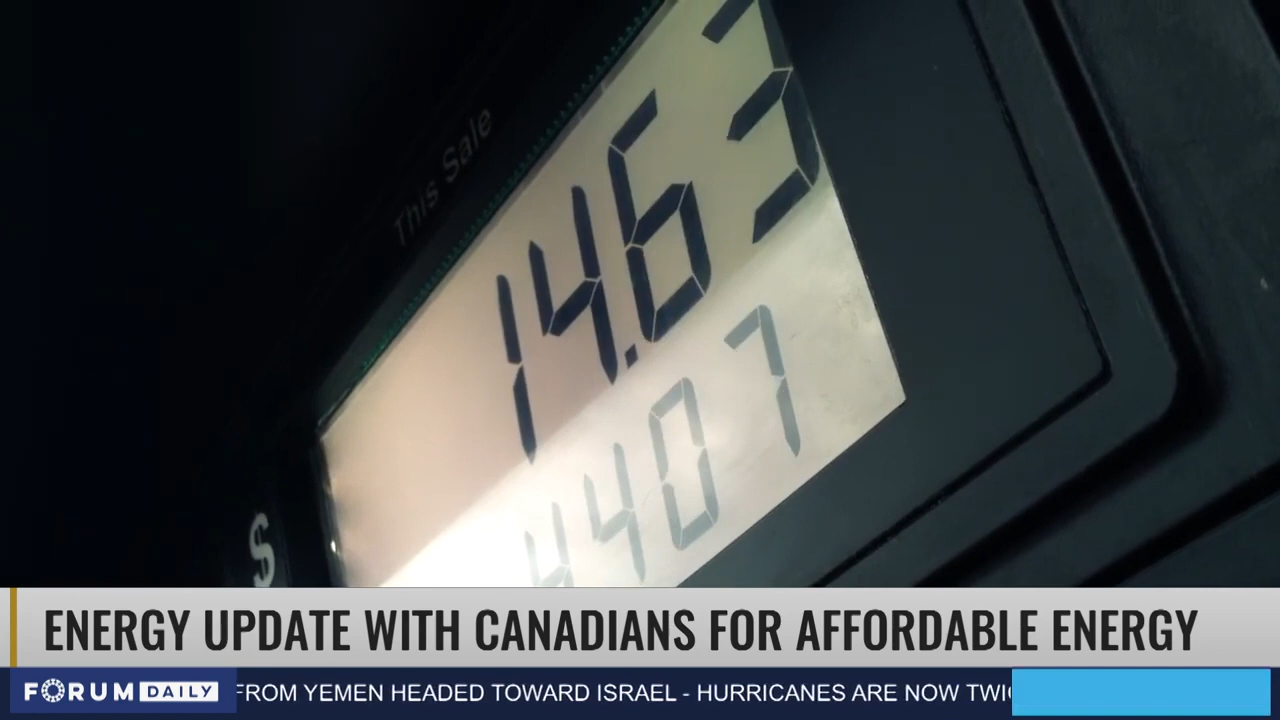 This Sale
14.63
4407
$
ENERGY UPDATE WITH CANADIANS FOR AFFORDABLE ENERGY
FORUM DAILY
FROM YEMEN HEADED TOWARD ISRAEL - HURRICANES ARE NOW